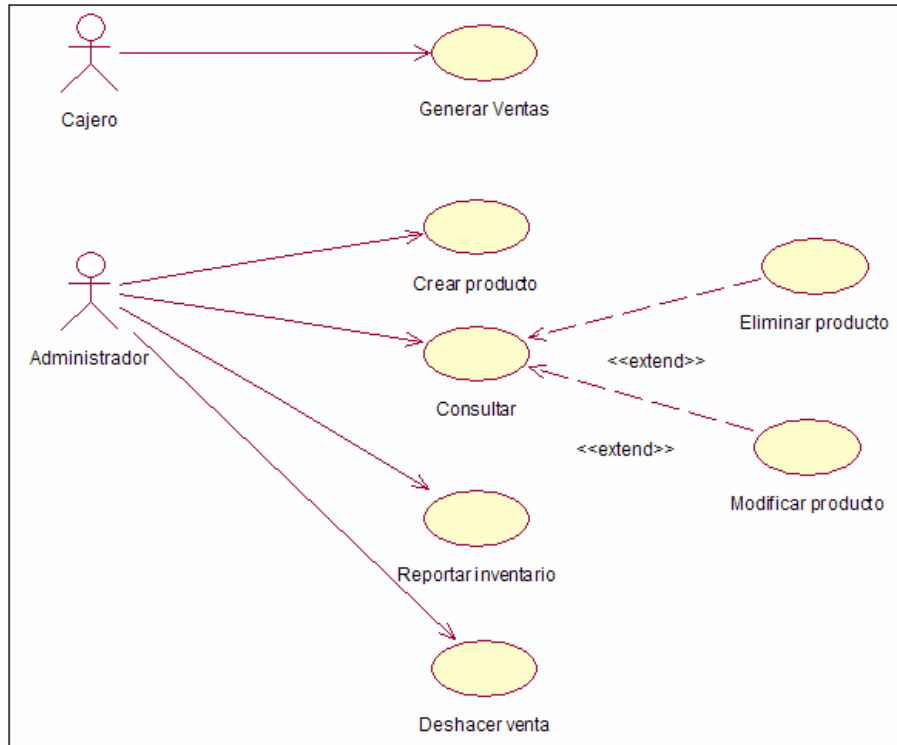 Cajero
Generar Ventas
Crear producto
Administrador
Eliminar producto
<<extend>>
Consultar
<<extend>>
Modificar producto
Reportar inventario
Deshacer venta